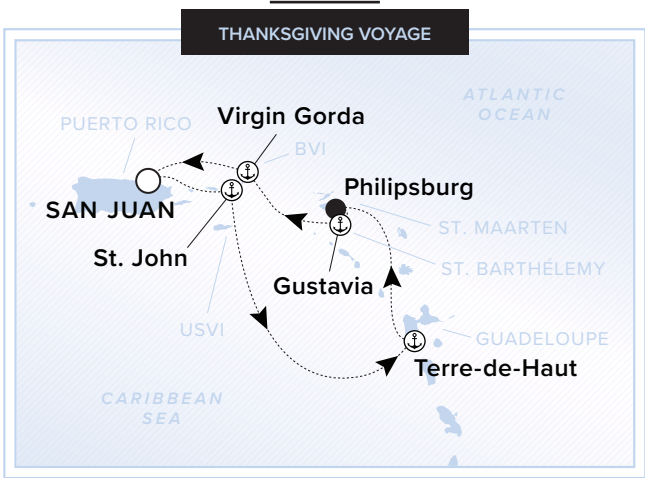 THANKSGIVING VOYAGE
ATLANTIC
OCEAN
Virgin Gorda
PUERTO RICO
BVI
Philipsburg
SAN JUAN
ST. MAARTEN
St. John
ST. BARTHÉLEMY
Gustavia
USVI
GUADELOUPE
Terre-de-Haut
CARIBBEAN
SEA